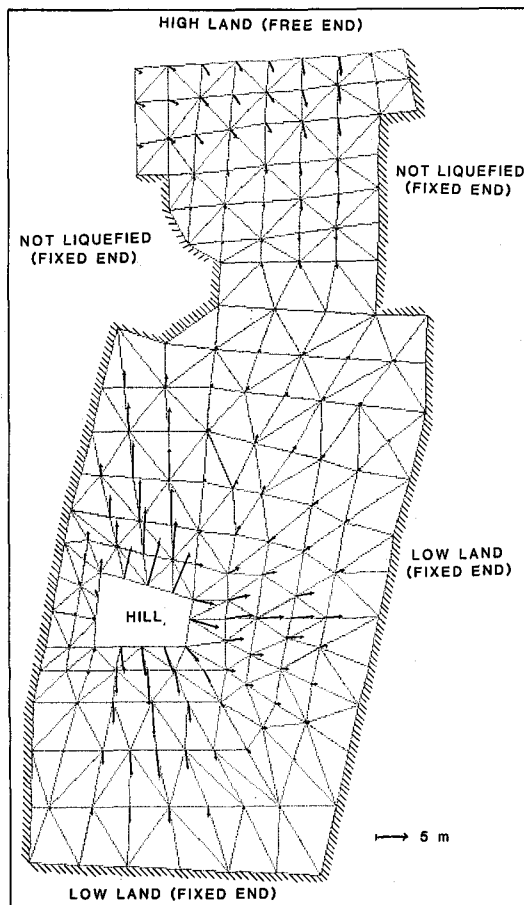 HIGH LAND (FREE END)
NOT LIQUEFIED
(FIXED END)
NOT LIQUEFIED
(FIXED END)
LOW LAND
(FIXED END)
HILL
5 m
LOW LAND (FIXED END)